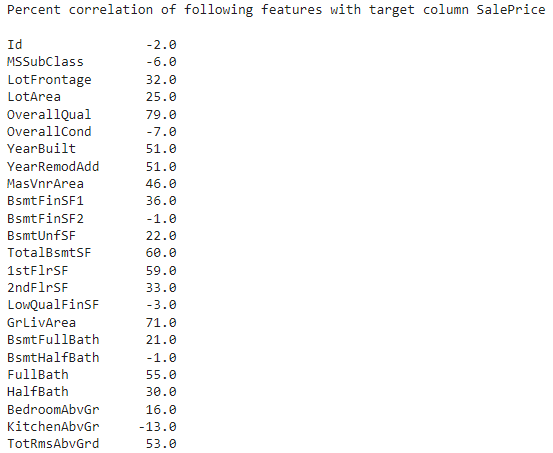 Percent correlation of following features with target column SalePrice
Id -2.0
MSSubClass -6.0
LotFrontage 32.0
LotArea 25.0
OverallQual 79.0
OverallCond -7.0
YearBuilt 51.0
YearRemodAdd 51.0
MasVnrArea 46.0
BsmtFinSF1 36.0
BsmtFinSF2 -1.0
BsmtUnfSF 22.0
TotalBsmtSF 60.0
1stFlrSF 59.0
2ndFlrSF 33.0
LowQualFinSF -3.0
GrLivArea 71.0
BsmtFullBath 21.0
BsmtHalfBath -1.0
FullBath 55.0
HalfBath 30.0
BedroomAbvGr 16.0
KitchenAbvGr -13.0
TotRmsAbvGrd 53.0